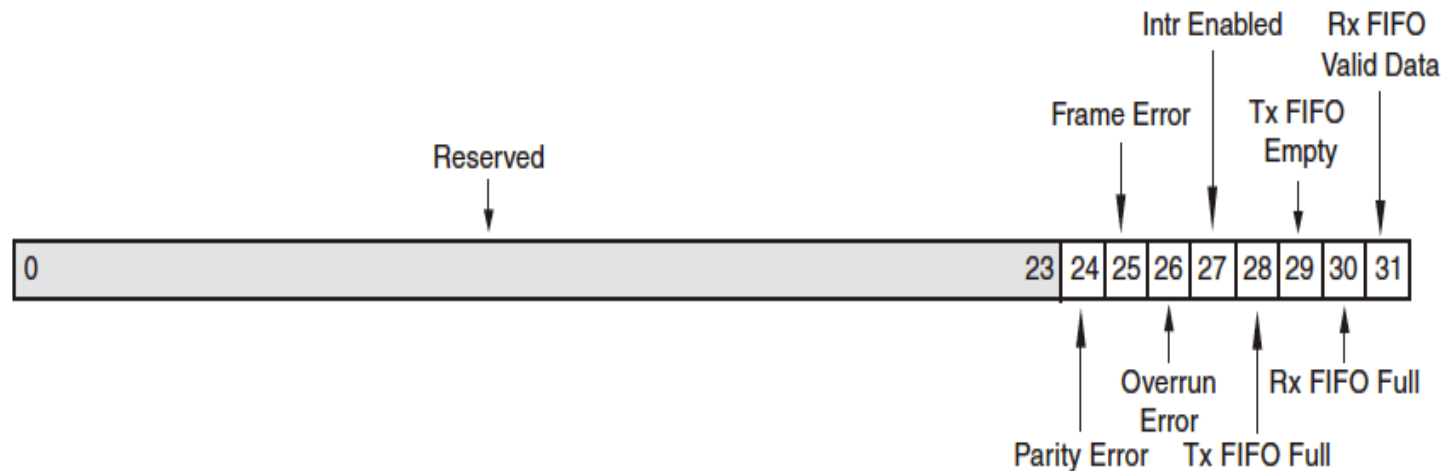 Intr Enabled
Rx FIFO
Valid Data
Frame Error
Tx FIFO
Empty
Reserved
0 23 24 25 26 27 28 29 30 31
Overrun
Error
Rx FIFO Full
Parity Error
Tx FIFO Full